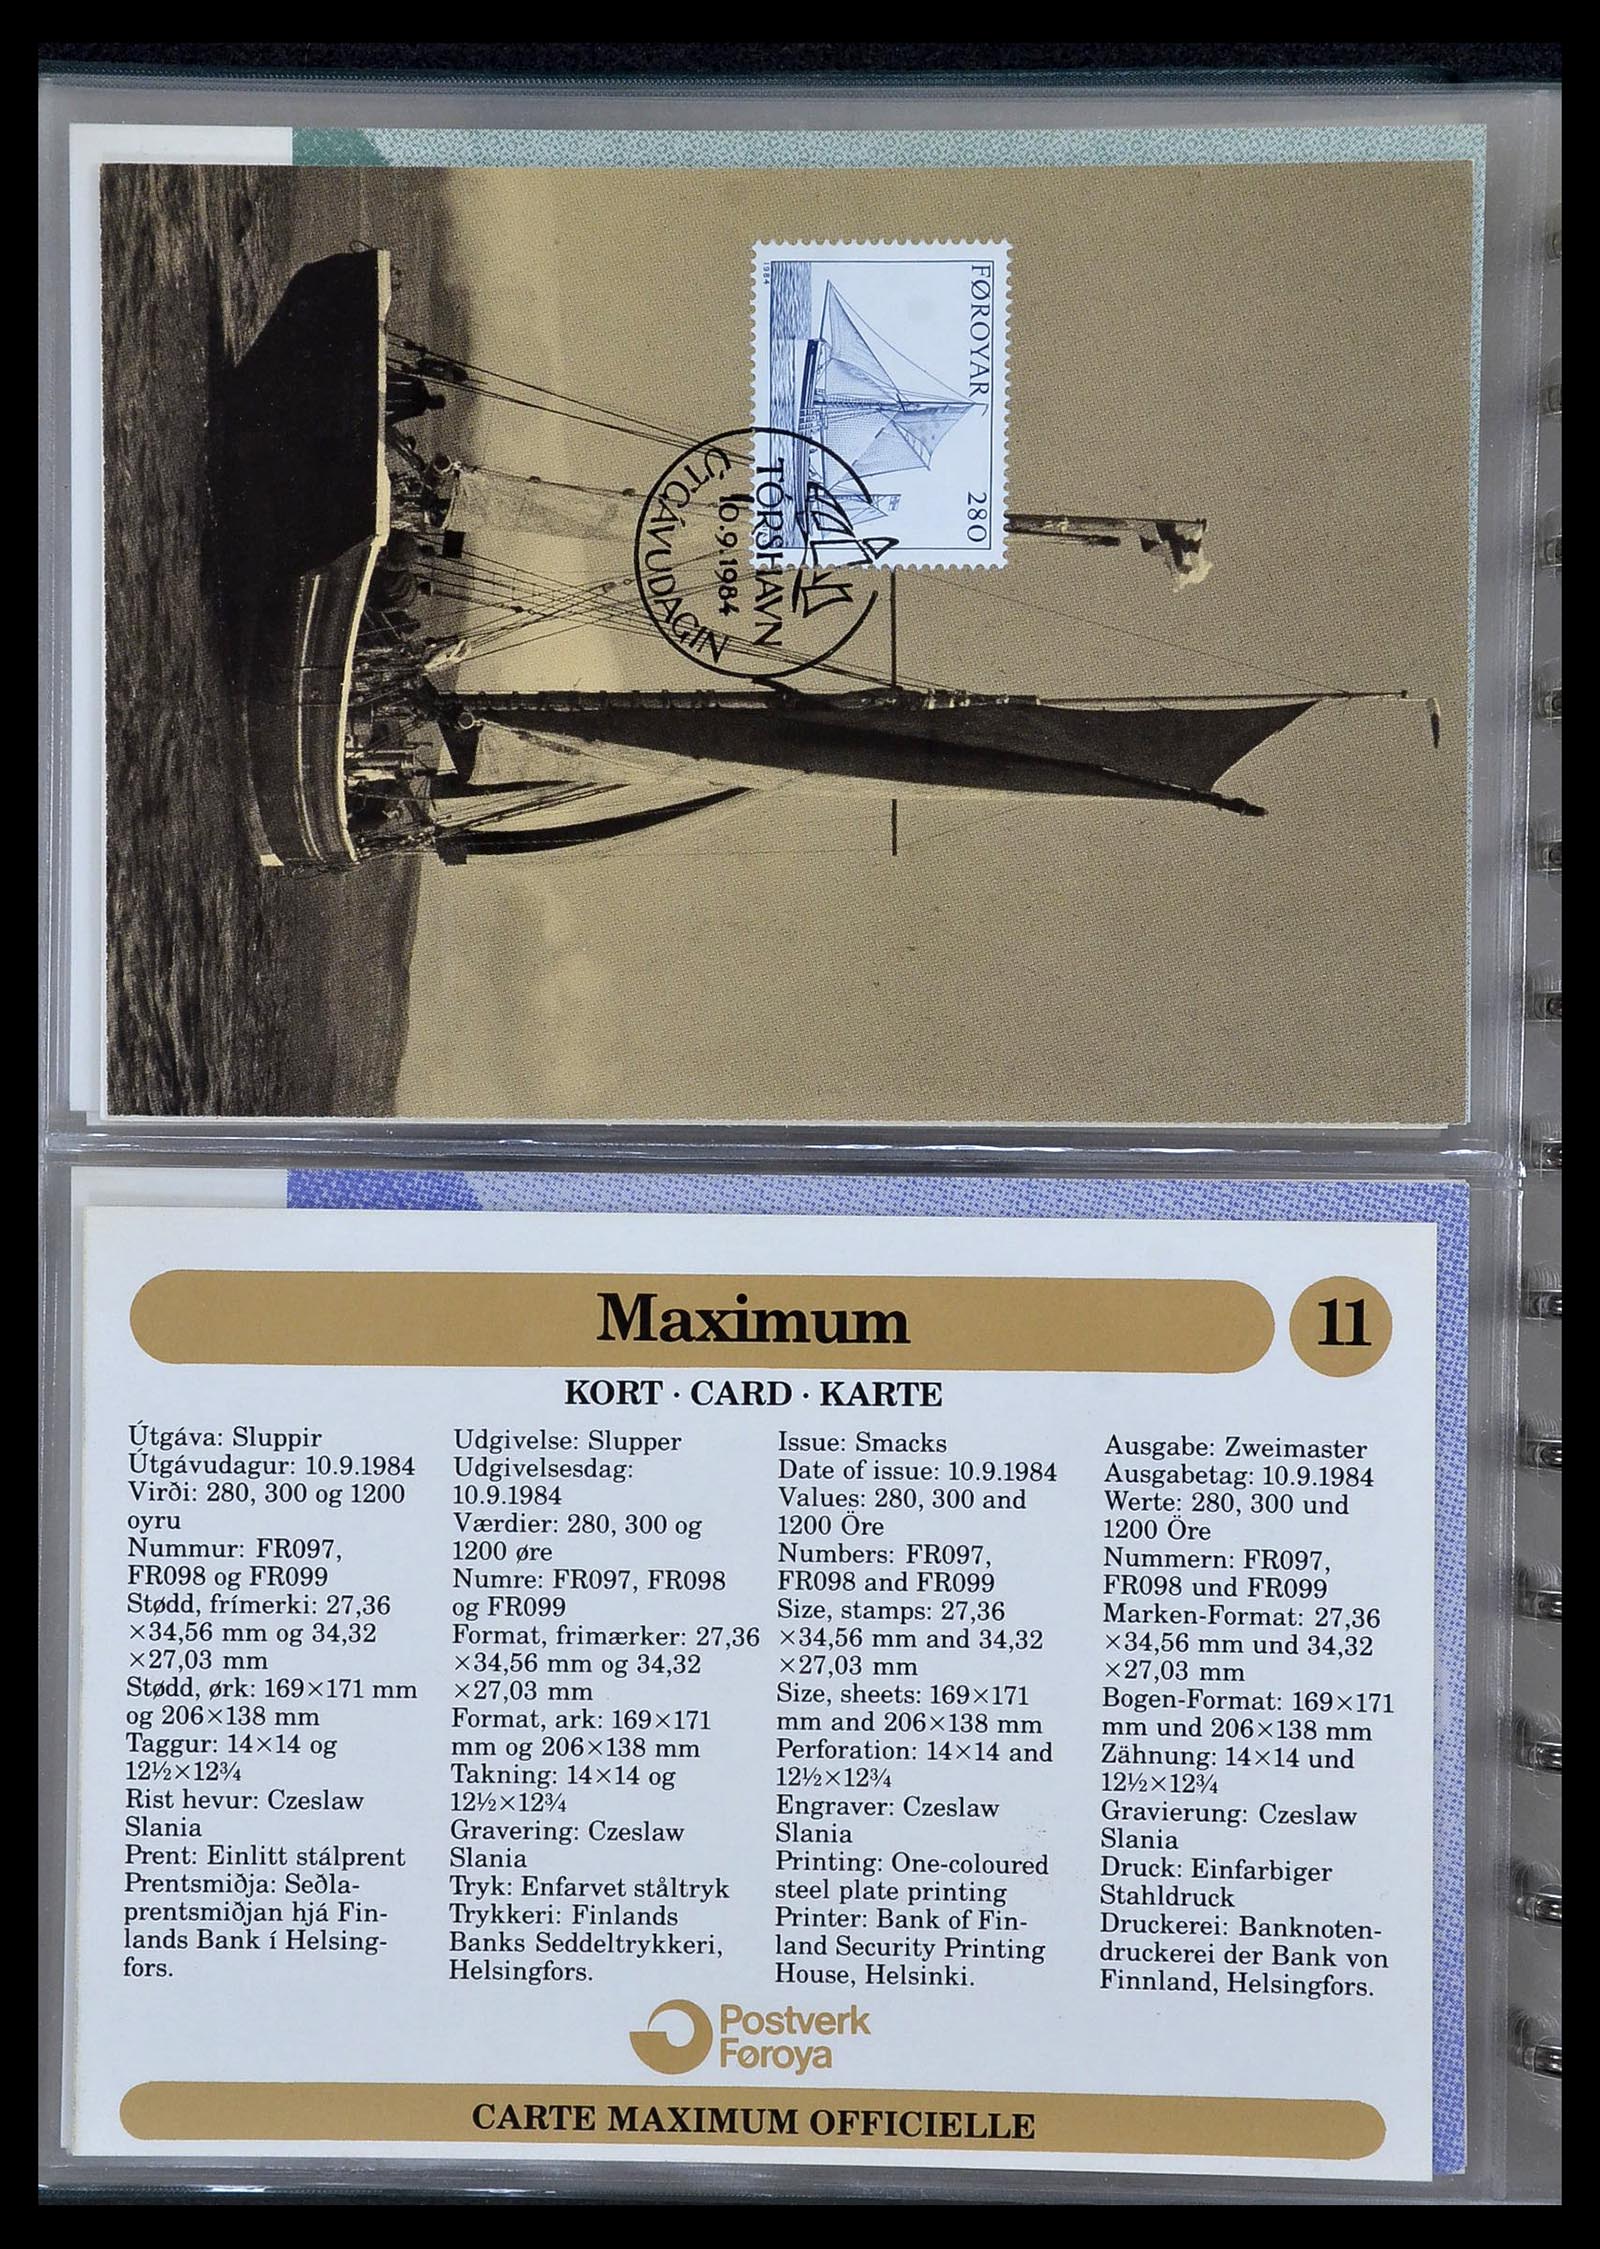 FØROYAR
280
1984
TÓRSHAVN
10.9.1984
ÚTGÁVUDAGIN
Maximum
11
KORT · CARD · KARTE
Útgáva: Sluppir
Útgávudagur: 10.9.1984
Virði: 280, 300 og 1200
oyru
Nummur: FR097,
FR098 og FR099
Stødd, frímerki: 27,36
×34,56 mm og 34,32
×27,03 mm
Stødd, ørk: 169×171 mm
og 206×138 mm
Taggur: 14×14 og
12½×12¾
Rist hevur: Czeslaw
Slania
Prent: Einlitt stálprent
Prentsmiðja: Seðla-
prentsmiðjan hjá Fin-
lands Bank í Helsing-
fors.
Udgivelse: Slupper
Udgivelsesdag:
10.9.1984
Værdier: 280, 300 og
1200 øre
Numre: FR097, FR098
og FR099
Format, frimærker: 27,36
×34,56 mm og 34,32
×27,03 mm
Format, ark: 169×171
mm og 206×138 mm
Takning: 14×14 og
12½×12¾
Gravering: Czeslaw
Slania
Tryk: Enfarvet ståltryk
Trykkeri: Finlands
Banks Seddeltrykkeri,
Helsingfors.
Issue: Smacks
Date of issue: 10.9.1984
Values: 280, 300 and
1200 Öre
Numbers: FR097,
FR098 and FR099
Size, stamps: 27,36
×34,56 mm and 34,32
×27,03 mm
Size, sheets: 169×171
mm and 206×138 mm
Perforation: 14×14 and
12½×12¾
Engraver: Czeslaw
Slania
Printing: One-coloured
steel plate printing
Printer: Bank of Fin-
land Security Printing
House, Helsinki.
Ausgabe: Zweimaster
Ausgabetag: 10.9.1984
Werte: 280, 300 und
1200 Öre
Nummern: FR097,
FR098 und FR099
Marken-Format: 27,36
×34,56 mm und 34,32
×27,03 mm
Bogen-Format: 169×171
mm und 206×138 mm
Zähnung: 14×14 und
12½×12¾
Gravierung: Czeslaw
Slania
Druck: Einfarbiger
Stahldruck
Druckerei: Banknoten-
druckerei der Bank von
Finnland, Helsingfors.
Postverk
Føroya
CARTE MAXIMUM OFFICIELLE